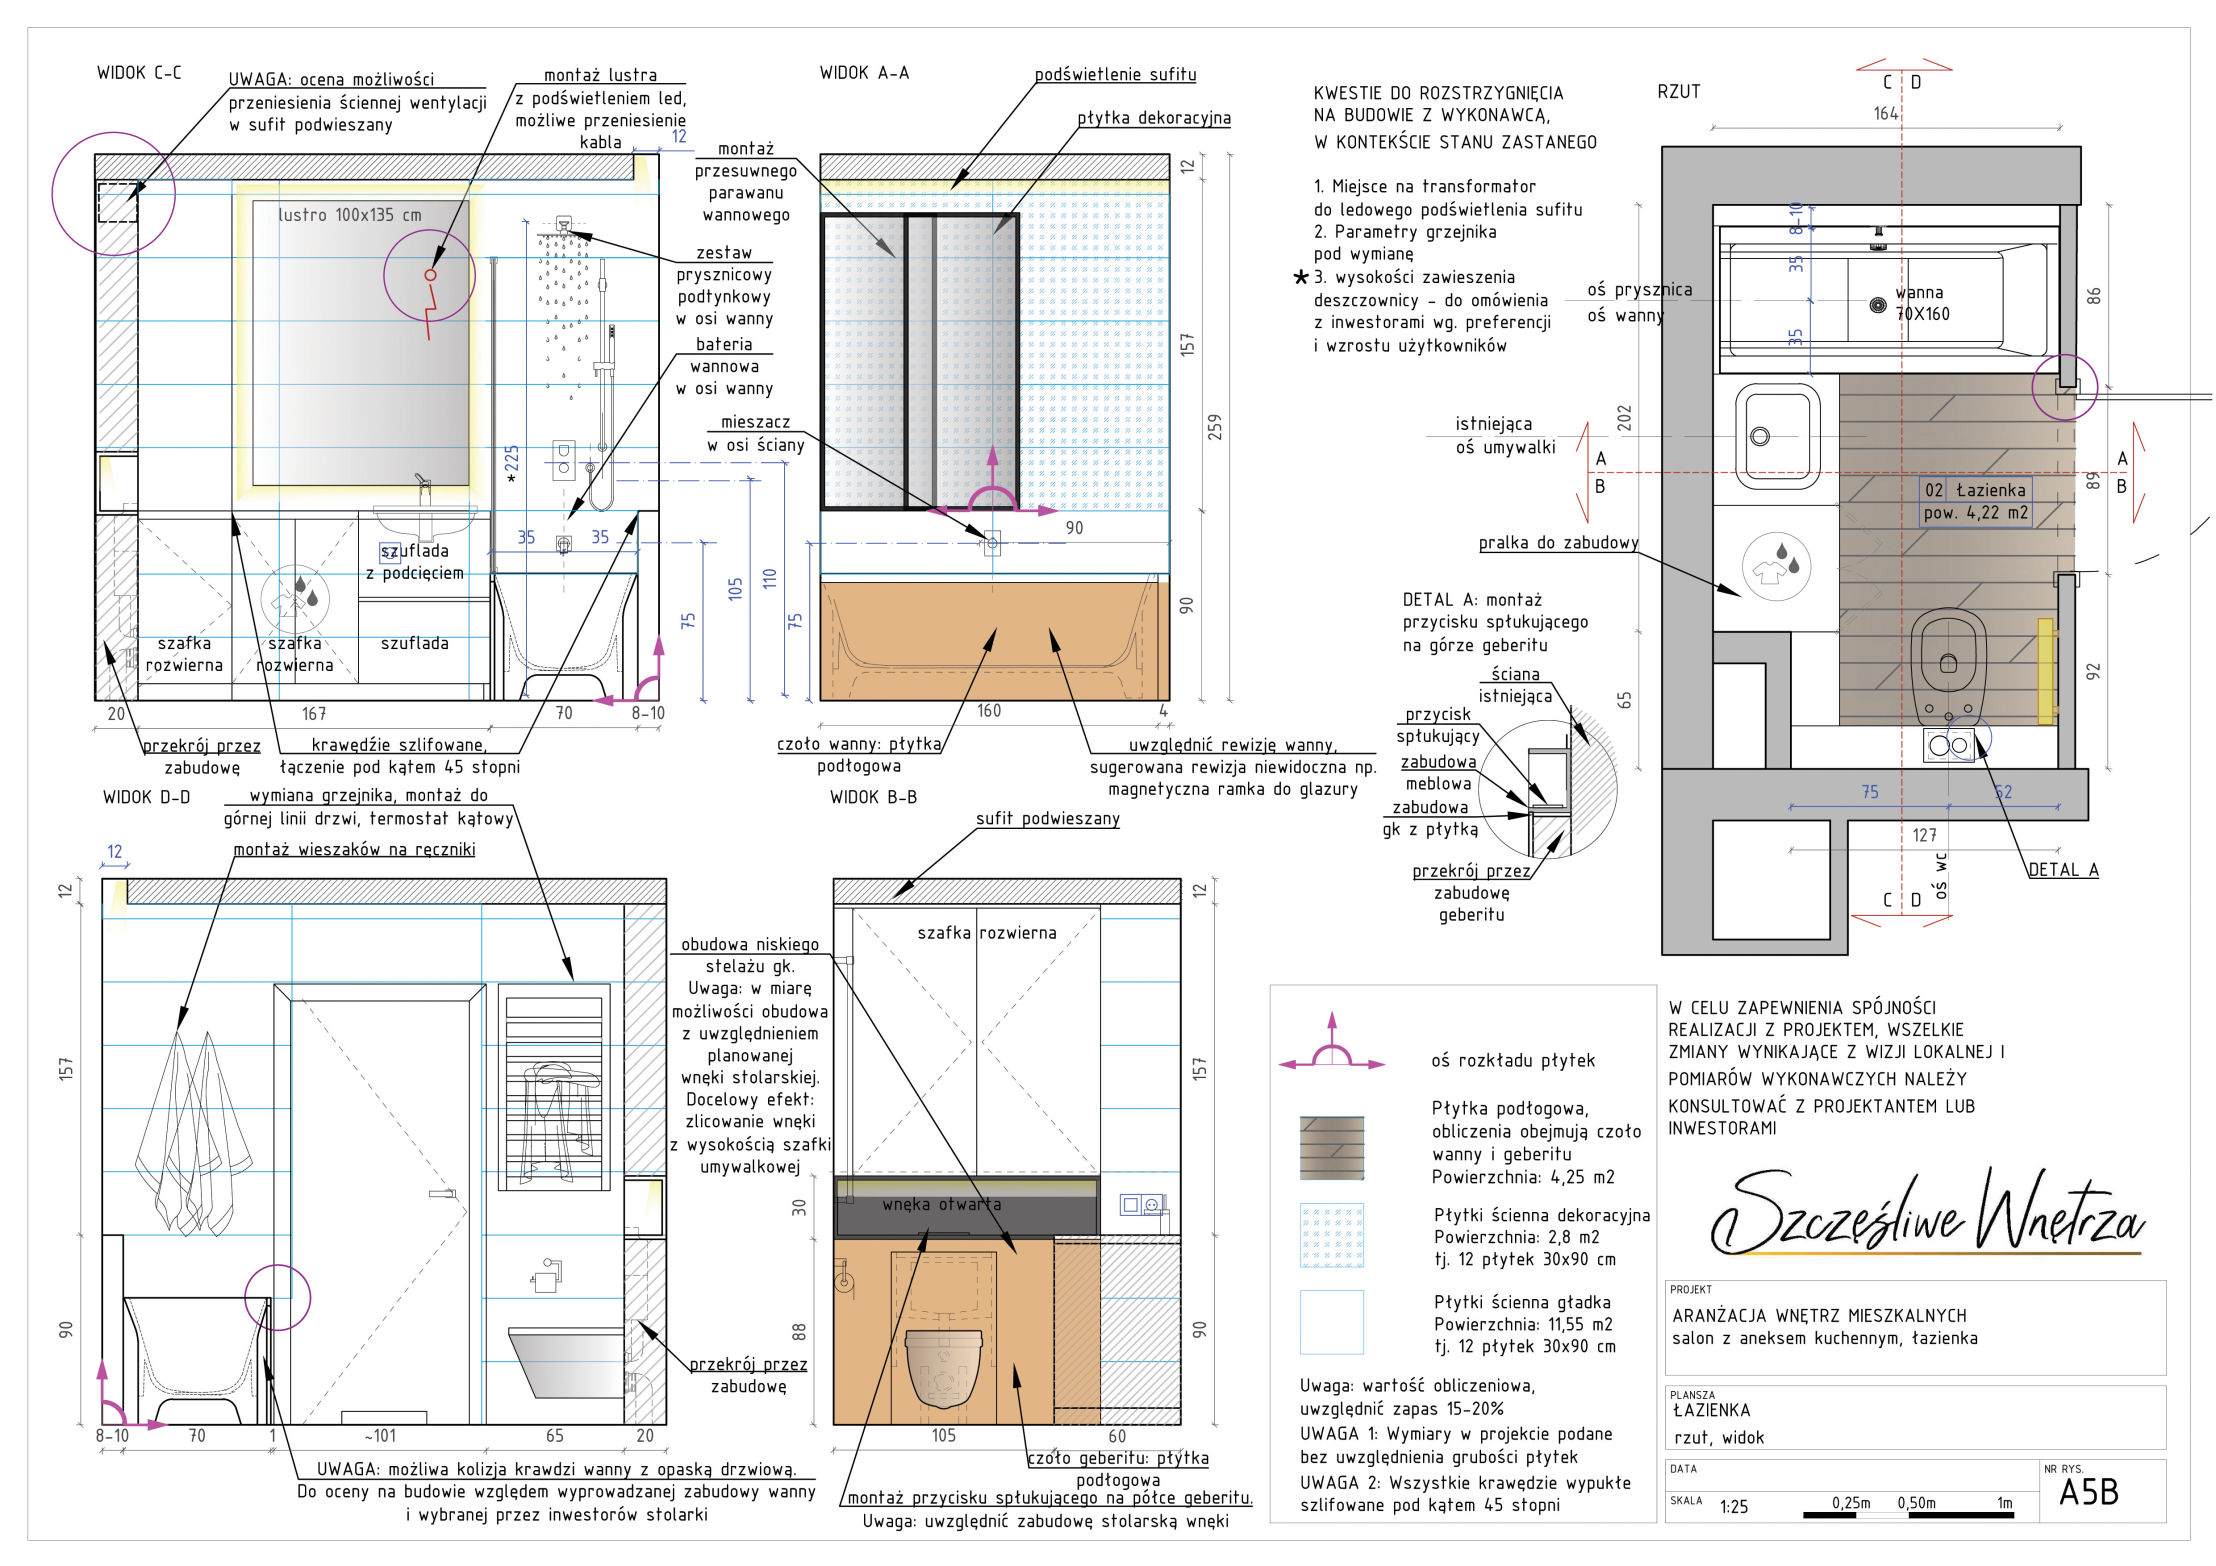 WIDOK C-C
UWAGA: ocena możliwości
przeniesienia ściennej wentylacji
w sufit podwieszany
montaż lustra
z podświetleniem led,
możliwe przeniesienie
kabla
12
lustro 100x135 cm
montaż
przesuwnego
parawanu
wannowego
zestaw
prysznicowy
podtynkowy
w osi wanny
bateria
wannowa
w osi wanny
mieszacz
w osi ściany
*225
35
35
szuflada
z podcięciem
szafka
rozwierna
szafka
rozwierna
szuflada
75
105
110
75
20
167
70
8-10
przekrój przez
zabudowę
krawędzie szlifowane,
łączenie pod kątem 45 stopni
WIDOK A-A
podświetlenie sufitu
płytka dekoracyjna
12
157
259
90
90
160
4
czoło wanny: płytka
podłogowa
uwzględnić rewizję wanny,
sugerowana rewizja niewidoczna np.
magnetyczna ramka do glazury
KWESTIE DO ROZSTRZYGNIĘCIA
NA BUDOWIE Z WYKONAWCĄ,
W KONTEKŚCIE STANU ZASTANEGO
1. Miejsce na transformator
do ledowego podświetlenia sufitu
2. Parametry grzejnika
pod wymianę
* 3. wysokości zawieszenia
deszczownicy - do omówienia
z inwestorami wg. preferencji
i wzrostu użytkowników
RZUT
C D
164
8-10
35
35
oś prysznica
oś wanny
wanna
70X160
86
202
istniejąca
oś umywalki
A
B
A
B
89
02 Łazienka
pow. 4,22 m2
pralka do zabudowy
65
92
75
52
127
oś wc
DETAL A
C D
DETAL A: montaż
przycisku spłukującego
na górze geberitu
ściana
istniejąca
przycisk
spłukujący
zabudowa
meblowa
zabudowa
gk z płytką
przekrój przez
zabudowę
geberitu
WIDOK D-D
wymiana grzejnika, montaż do
górnej linii drzwi, termostat kątowy
montaż wieszaków na ręczniki
12
12
157
90
8-10
70
1
~101
65
20
przekrój przez
zabudowę
UWAGA: możliwa kolizja krawdzi wanny z opaską drzwiową.
Do oceny na budowie względem wyprowadzanej zabudowy wanny
i wybranej przez inwestorów stolarki
WIDOK B-B
sufit podwieszany
obudowa niskiego
stelażu gk.
Uwaga: w miarę
możliwości obudowa
z uwzględnieniem
planowanej
wnęki stolarskiej.
Docelowy efekt:
zlicowanie wnęki
z wysokością szafki
umywalkowej
szafka rozwierna
wnęka otwarta
12
157
90
30
88
105
60
czoło geberitu: płytka
podłogowa
montaż przycisku spłukującego na półce geberitu.
Uwaga: uwzględnić zabudowę stolarską wnęki
oś rozkładu płytek
Płytka podłogowa,
obliczenia obejmują czoło
wanny i geberitu
Powierzchnia: 4,25 m2
Płytki ścienna dekoracyjna
Powierzchnia: 2,8 m2
tj. 12 płytek 30x90 cm
Płytki ścienna gładka
Powierzchnia: 11,55 m2
tj. 12 płytek 30x90 cm
Uwaga: wartość obliczeniowa,
uwzględnić zapas 15-20%
UWAGA 1: Wymiary w projekcie podane
bez uwzględnienia grubości płytek
UWAGA 2: Wszystkie krawędzie wypukłe
szlifowane pod kątem 45 stopni
W CELU ZAPEWNIENIA SPÓJNOŚCI
REALIZACJI Z PROJEKTEM, WSZELKIE
ZMIANY WYNIKAJĄCE Z WIZJI LOKALNEJ I
POMIARÓW WYKONAWCZYCH NALEŻY
KONSULTOWAĆ Z PROJEKTANTEM LUB
INWESTORAMI
Szczęśliwe Wnętrza
PROJEKT
ARANŻACJA WNĘTRZ MIESZKALNYCH
salon z aneksem kuchennym, łazienka
PLANSZA
ŁAZIENKA
rzut, widok
DATA
SKALA
1:25
0,25m
0,50m
1m
NR RYS.
A5B